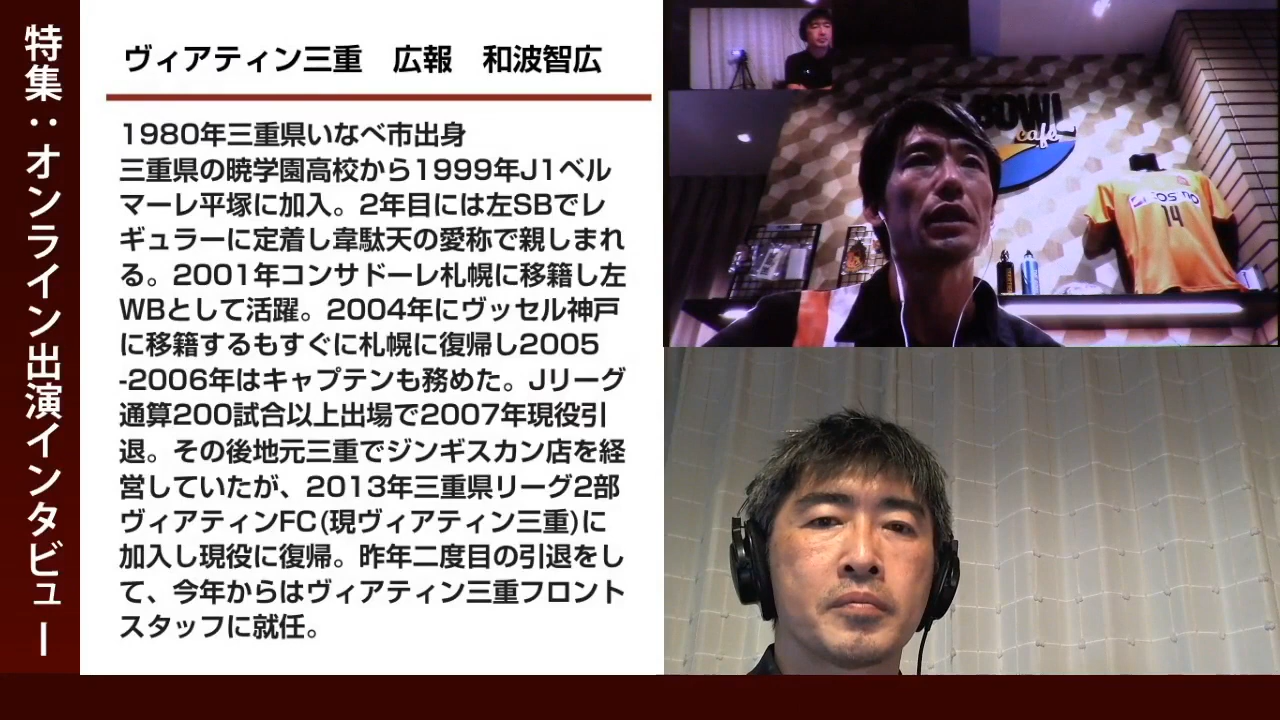 特集：オンライン出演インタビュー
ヴィアティン三重　広報　和波智広
1980年三重県いなべ市出身
三重県の暁学園高校から1999年J1ベル
マーレ平塚に加入。2年目には左SBでレ
ギュラーに定着し韋駄天の愛称で親しまれ
る。2001年コンサドーレ札幌に移籍し左
WBとして活躍。2004年にヴッセル神戸
に移籍するもすぐに札幌に復帰し2005
-2006年はキャプテンも務めた。Jリーグ
通算200試合以上出場で2007年現役引
退。その後地元三重でジンギスカン店を経
営していたが、2013年三重県リーグ2部
ヴィアティンFC(現ヴィアティン三重)に
加入し現役に復帰。昨年二度目の引退をし
て、今年からはヴィアティン三重フロント
スタッフに就任。
BOWL
cafe
14